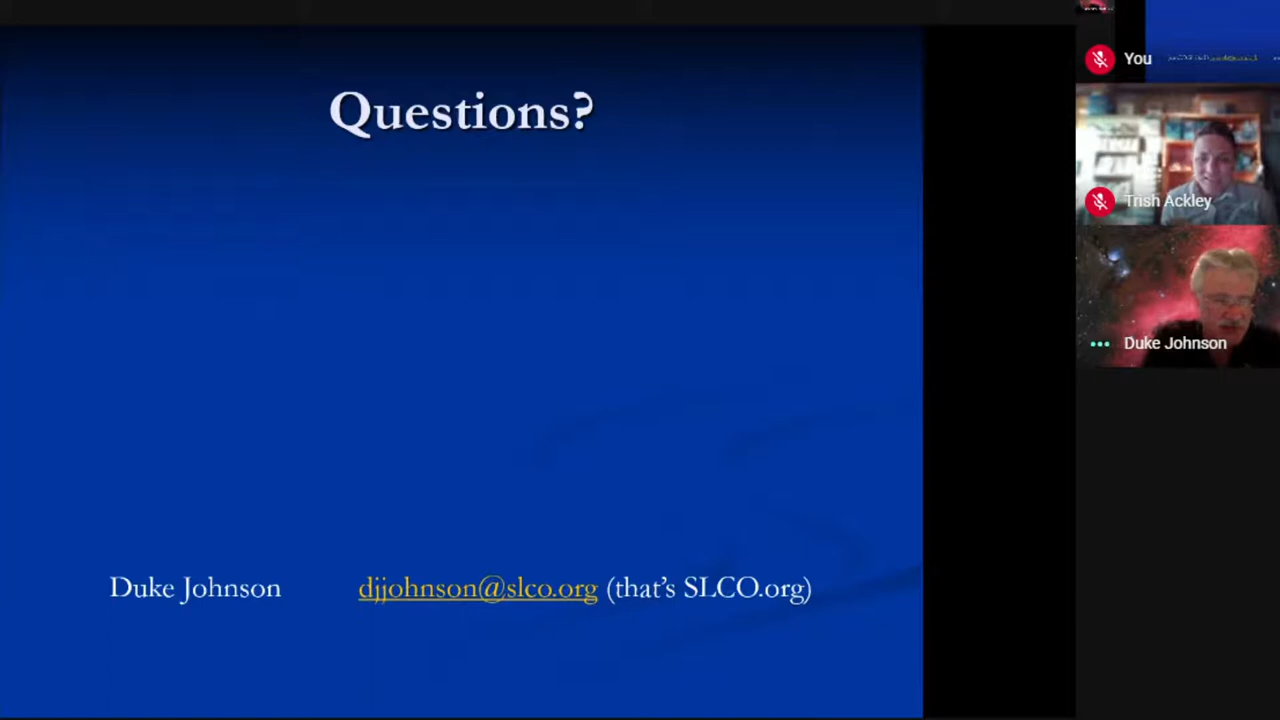 Questions?
Duke Johnson djjohnson@slco.org (that's SLCO.org)
You
Trish Ackley
Duke Johnson